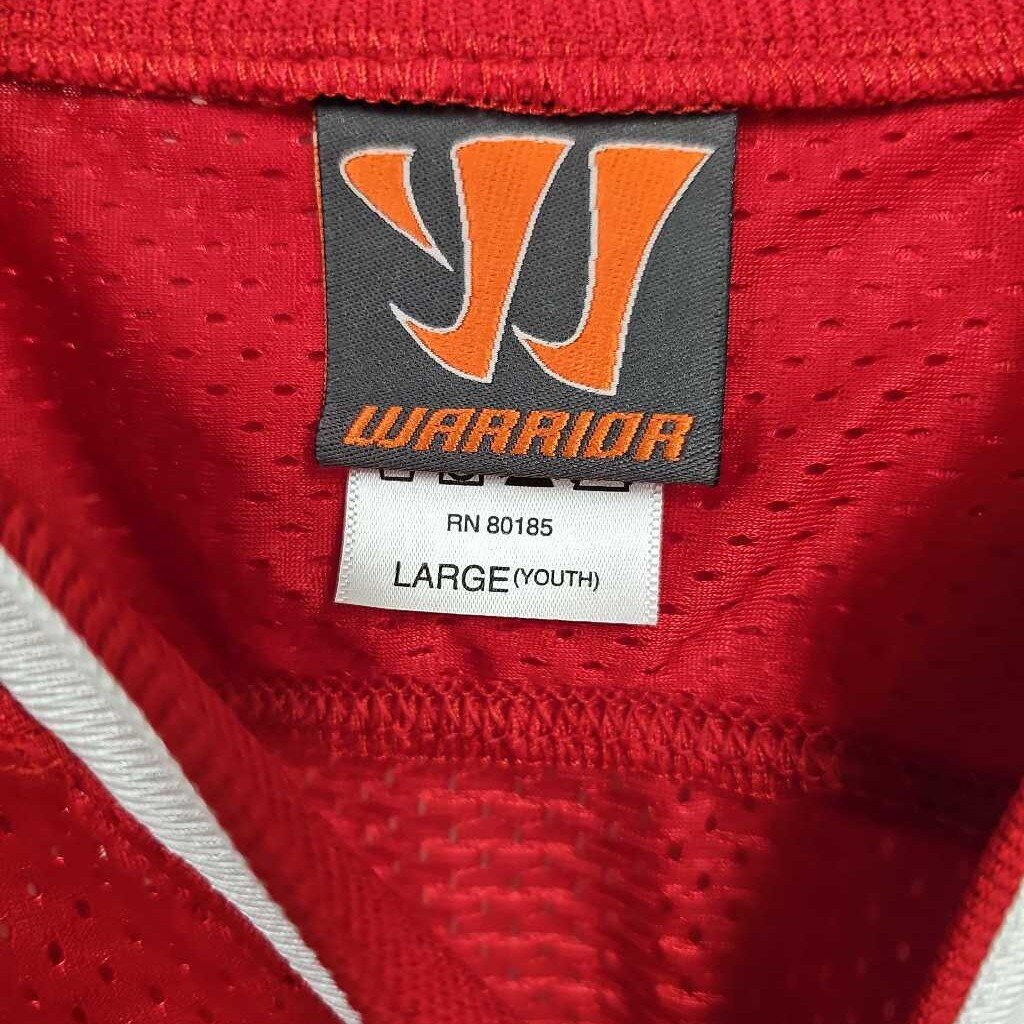 WARRIOR
RN 80185
LARGE (YOUTH)